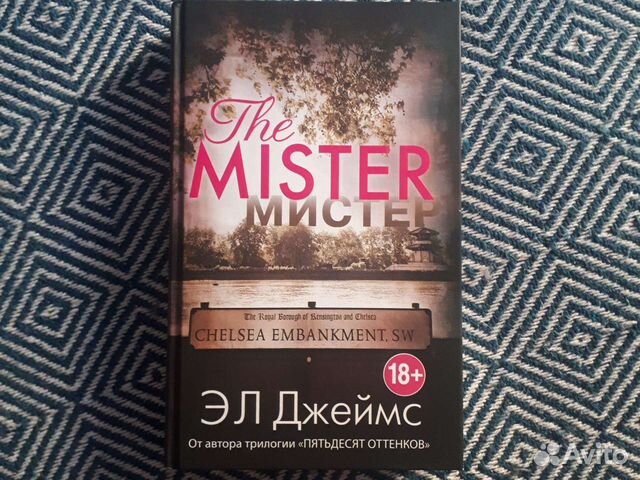 The
MISTER
МИСТЕР
The Royal Borough of Kensington and Chelsea
CHELSEA EMBANKMENT, SW
18+
ЭЛ Джеймс
От автора трилогии «ПЯТЬДЕСЯТ ОТТЕНКОВ»
Avito